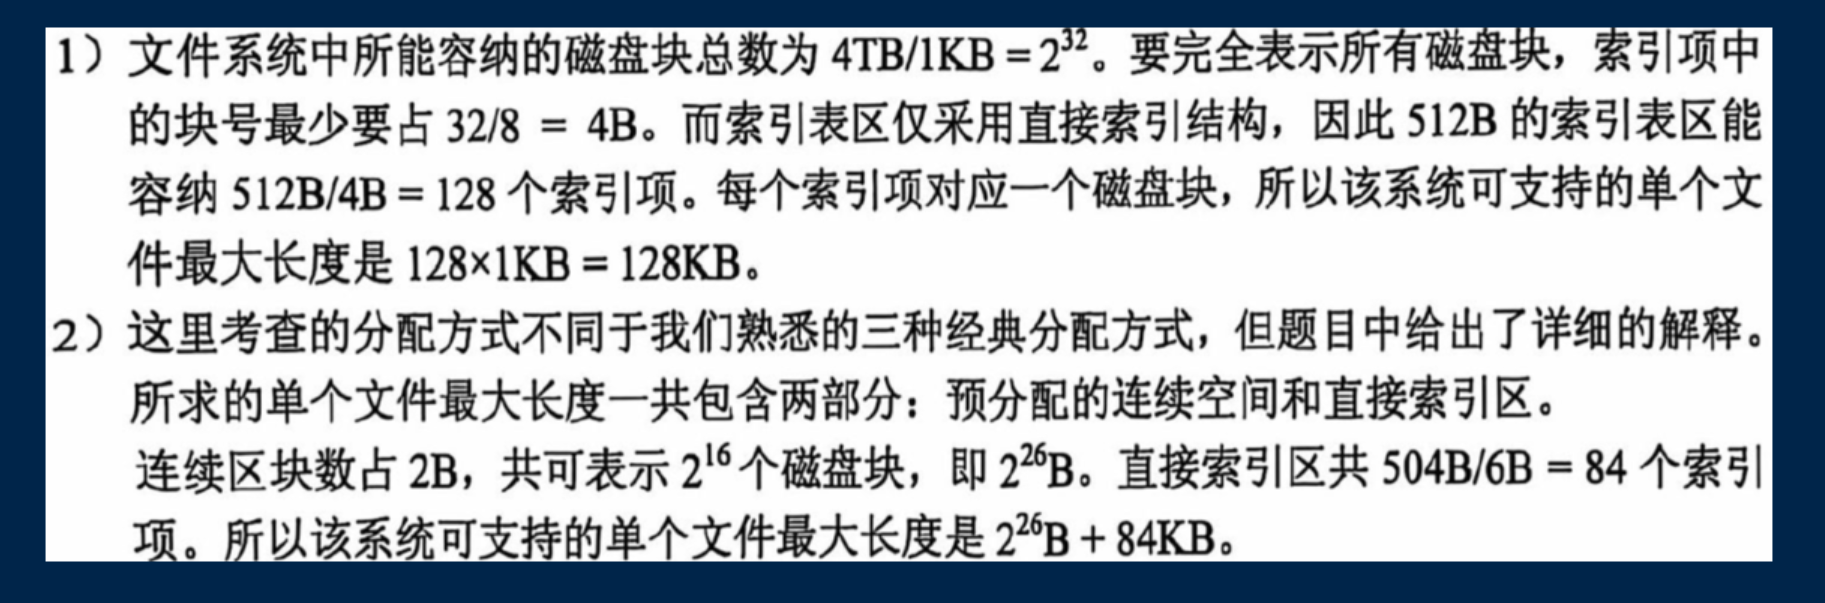 1）文件系统中所能容纳的磁盘块总数为 4TB/1KB = 2³²。要完全表示所有磁盘块，索引项中
的块号最少要占 32/8 = 4B。而索引表区仅采用直接索引结构，因此 512B 的索引表区能
容纳 512B/4B = 128 个索引项。每个索引项对应一个磁盘块，所以该系统可支持的单个文
件最大长度是 128×1KB = 128KB。
2）这里考查的分配方式不同于我们熟悉的三种经典分配方式，但题目中给出了详细的解释。
所求的单个文件最大长度一共包含两部分：预分配的连续空间和直接索引区。
连续区块数占 2B，共可表示 2¹⁶ 个磁盘块，即 2²⁶B。直接索引区共 504B/6B = 84 个索引
项。所以该系统可支持的单个文件最大长度是 2²⁶B + 84KB。